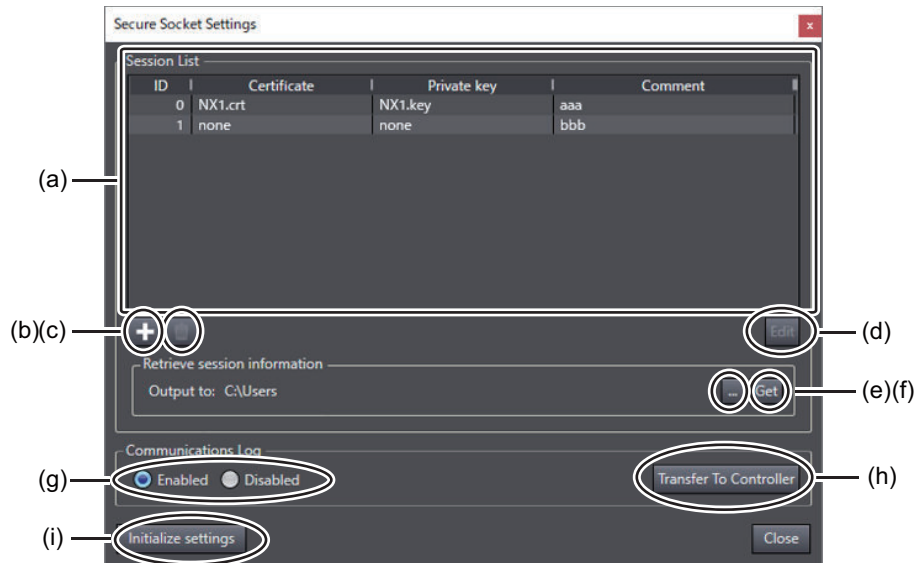 Secure Socket Settings
x
Session List
ID Certificate Private key Comment
0 NX1.crt NX1.key aaa
1 none none bbb
(a)
(b)(c)
Edit
(d)
Retrieve session information
Output to: C:\Users
...
Get
(e)(f)
Communications Log
(g)
Enabled Disabled
Transfer To Controller
(h)
(i)
Initialize settings
Close